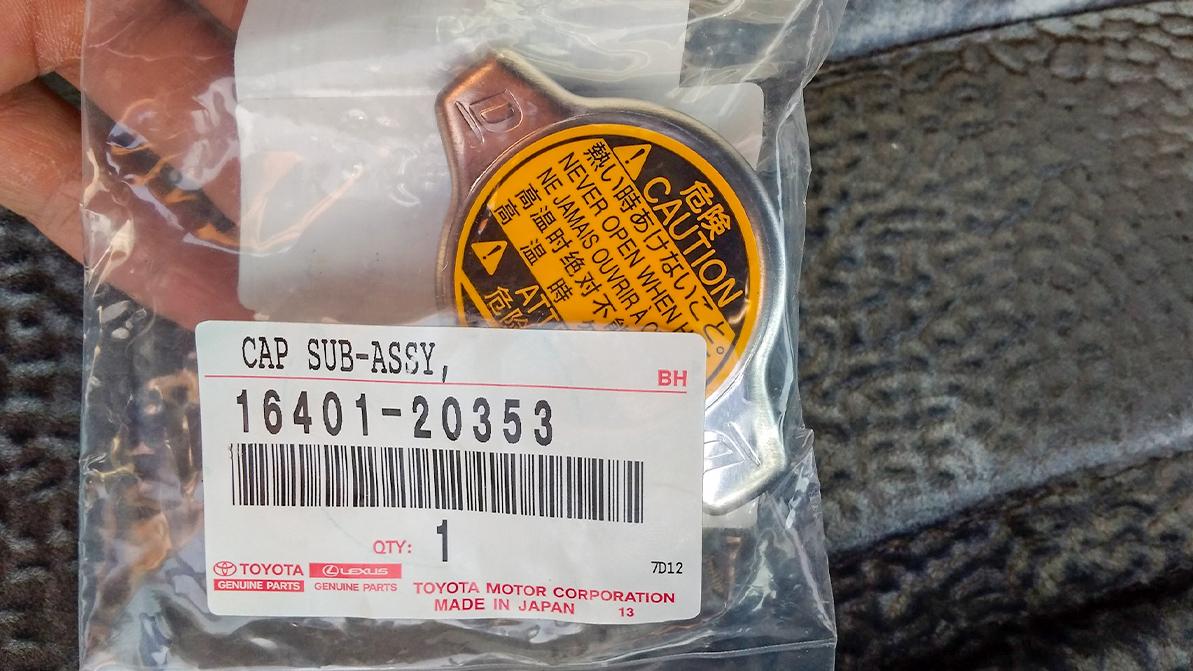 D
危険
CAUTION
熱い時あけないこと。
NEVER OPEN WHEN
NE JAMAIS OUVRIR A
高温时绝对不
高温時
CAP SUB-ASSY,
BH
16401-20353
QTY: 1
7D12
TOYOTA
GENUINE PARTS
LEXUS
GENUINE PARTS
TOYOTA MOTOR CORPORATION
MADE IN JAPAN 13